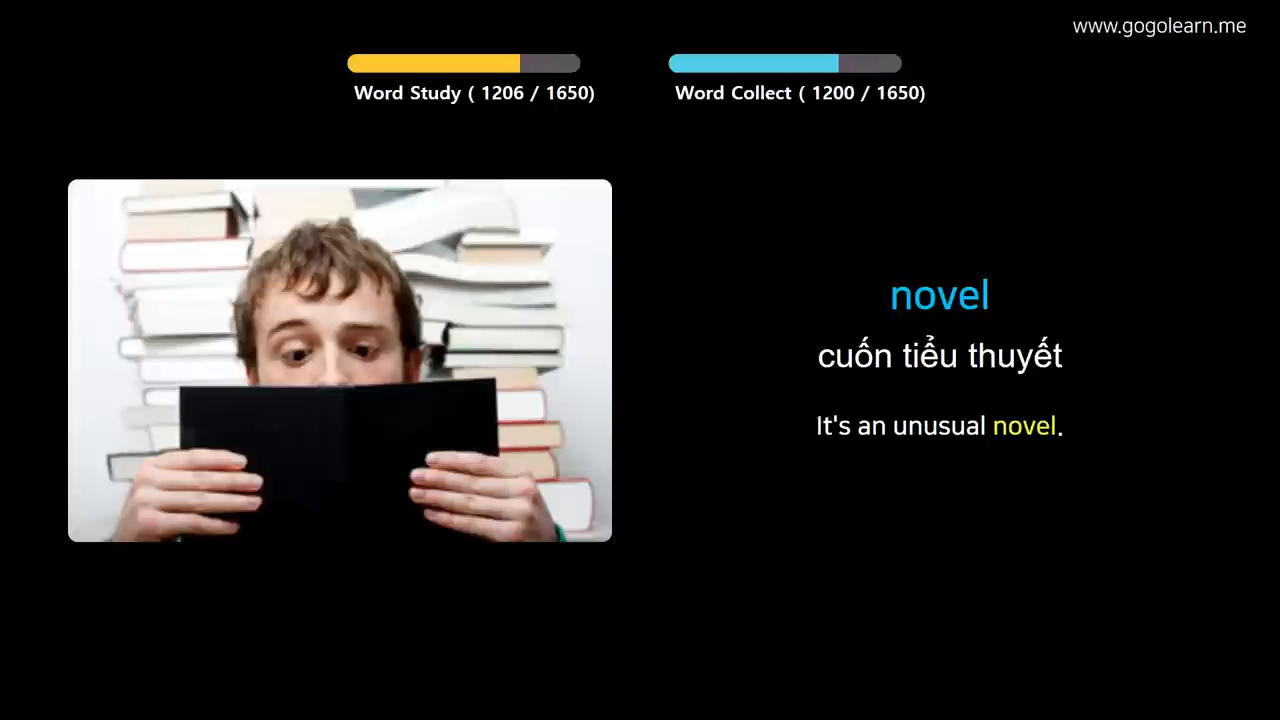 www.gogolearn.me
Word Study ( 1206 / 1650)
Word Collect ( 1200 / 1650)
novel
cuốn tiểu thuyết
It's an unusual novel.